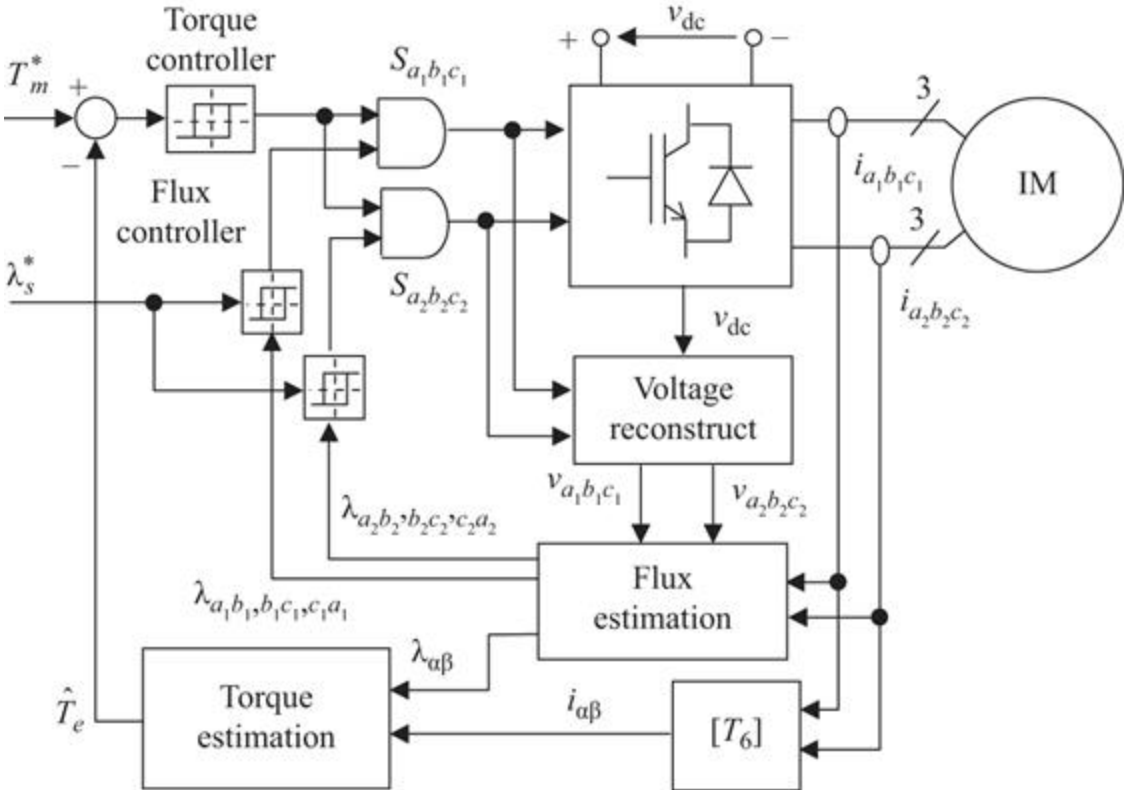 Torque
controller
T*m
+
−
Flux
controller
λ*s
Sa1b1c1
Sa2b2c2
+
vdc
−
3
ia1b1c1
3
ia2b2c2
IM
vdc
Voltage
reconstruct
va1b1c1
va2b2c2
λa2b2,b2c2,c2a2
λa1b1,b1c1,c1a1
Flux
estimation
λαβ
T̂e
Torque
estimation
iαβ
[T6]